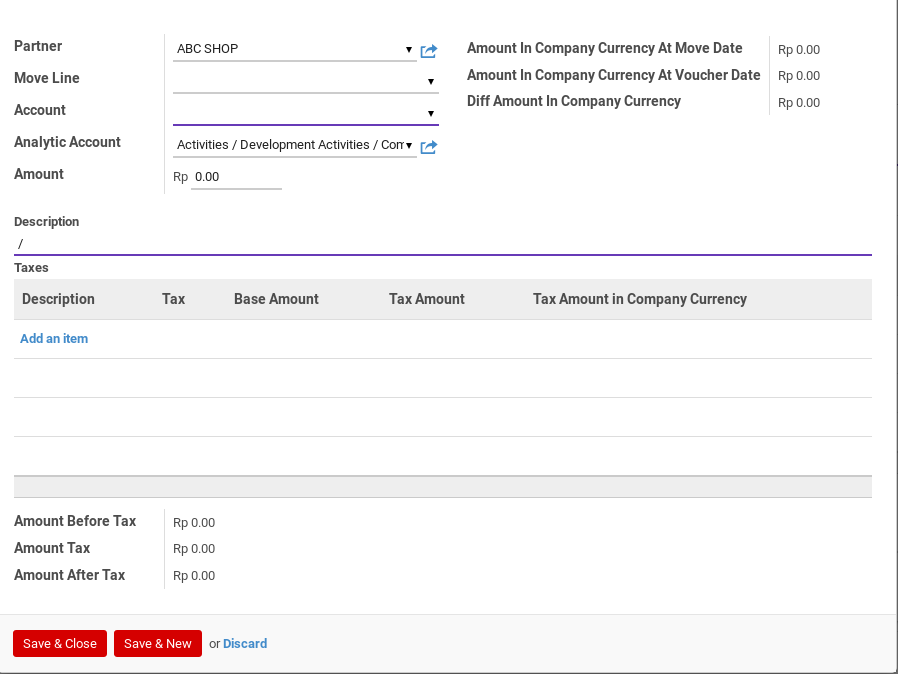 Partner ABC SHOP
Move Line
Account
Analytic Account Activities / Development Activities / Com
Amount Rp 0.00
Amount In Company Currency At Move Date Rp 0.00
Amount In Company Currency At Voucher Date Rp 0.00
Diff Amount In Company Currency Rp 0.00
Description
/
Taxes
Description Tax Base Amount Tax Amount Tax Amount in Company Currency
Add an item
Amount Before Tax Rp 0.00
Amount Tax Rp 0.00
Amount After Tax Rp 0.00
Save & Close Save & New or Discard